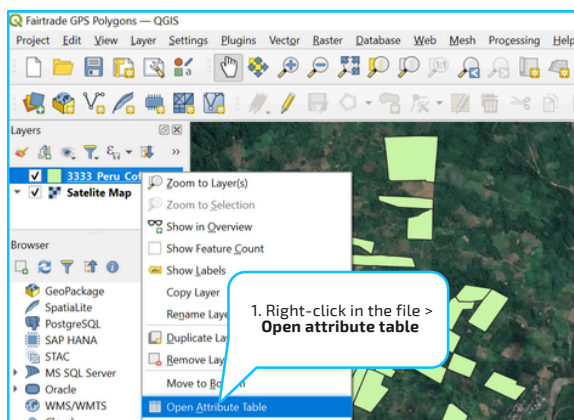 Fairtrade GPS Polygons — QGIS
Project Edit View Layer Settings Plugins Vector Raster Database Web Mesh Processing Help
Layers
3333_Peru_Co
Satelite Map
Zoom to Layer(s)
Zoom to Selection
Show in Overview
Show Feature Count
Show Labels
Copy Layer
Rename Laye
Duplicate La
Remove Lay
Move to Bo
Open Attribute Table
Browser
GeoPackage
SpatiaLite
PostgreSQL
SAP HANA
STAC
MS SQL Server
Oracle
WMS/WMTS
1. Right-click in the file >
Open attribute table